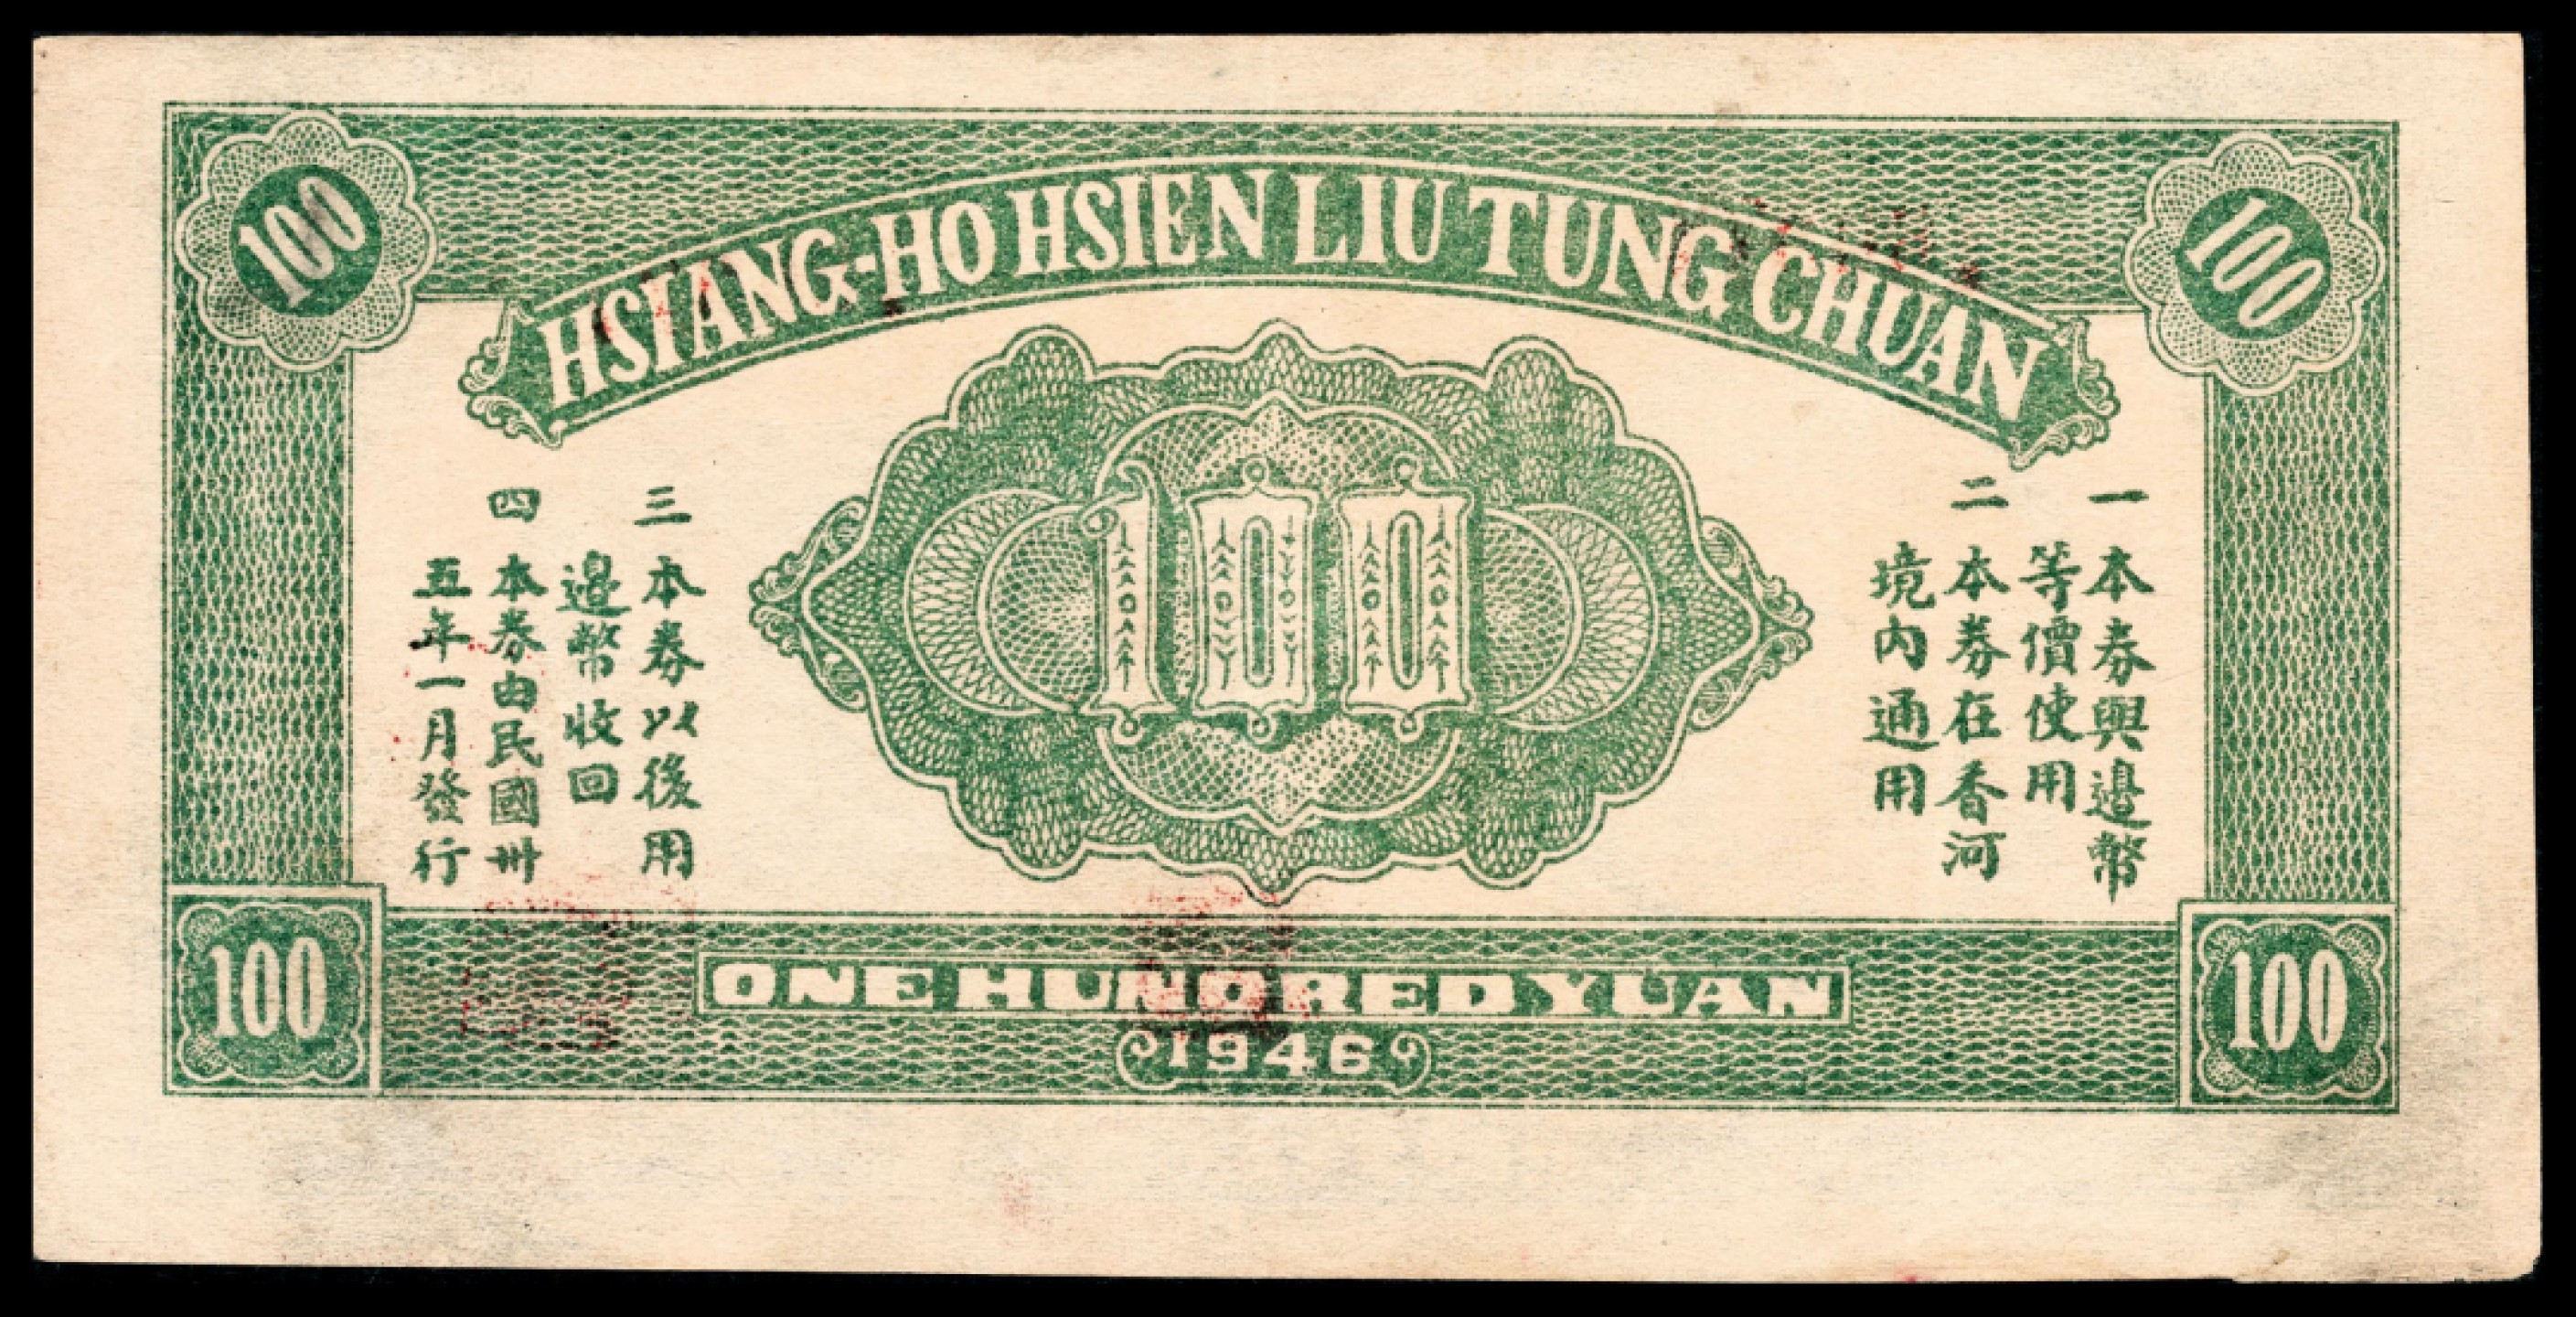 100
100
HSIANG-HO HSIEN LIU TUNG CHUAN
一 本券與邊幣
等價使用
二 本券在香河
境內通用
三 本券以後用
邊幣收回
四 本券由民國卅
五年一月發行
100
100
ONE HUNDRED YUAN
100
1946